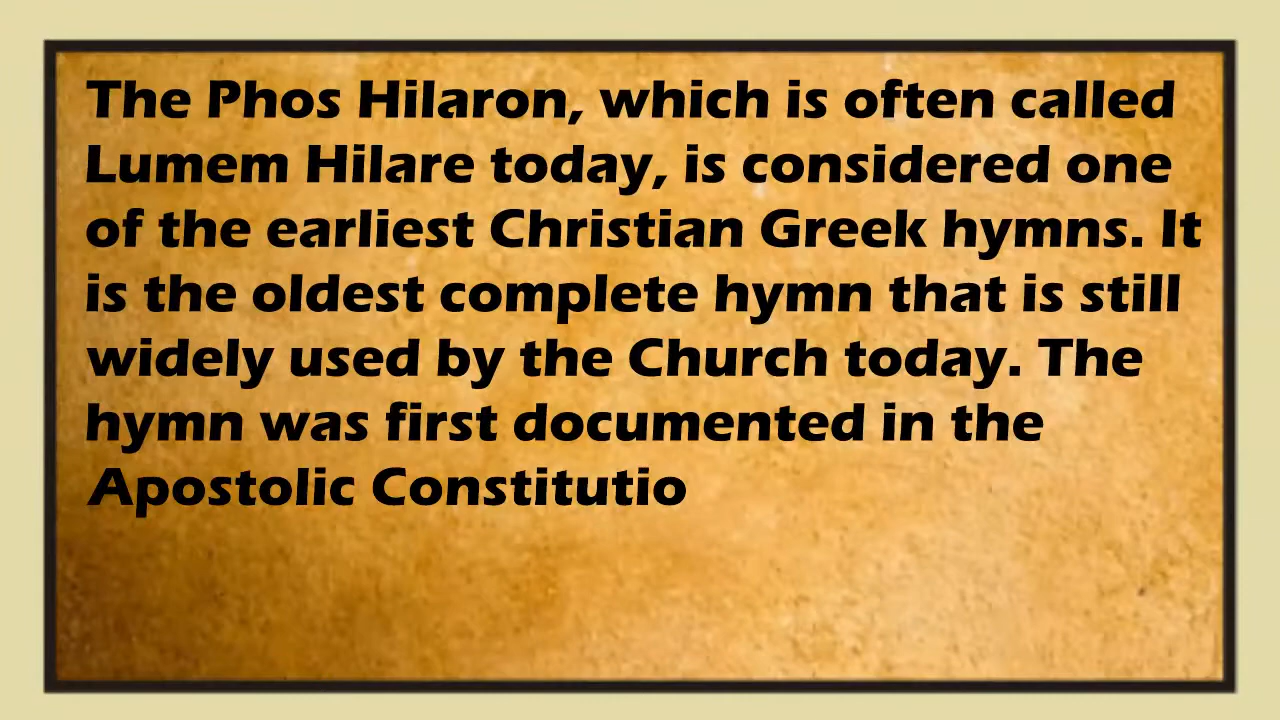 The Phos Hilaron, which is often called
Lumem Hilare today, is considered one
of the earliest Christian Greek hymns. It
is the oldest complete hymn that is still
widely used by the Church today. The
hymn was first documented in the
Apostolic Constitutio